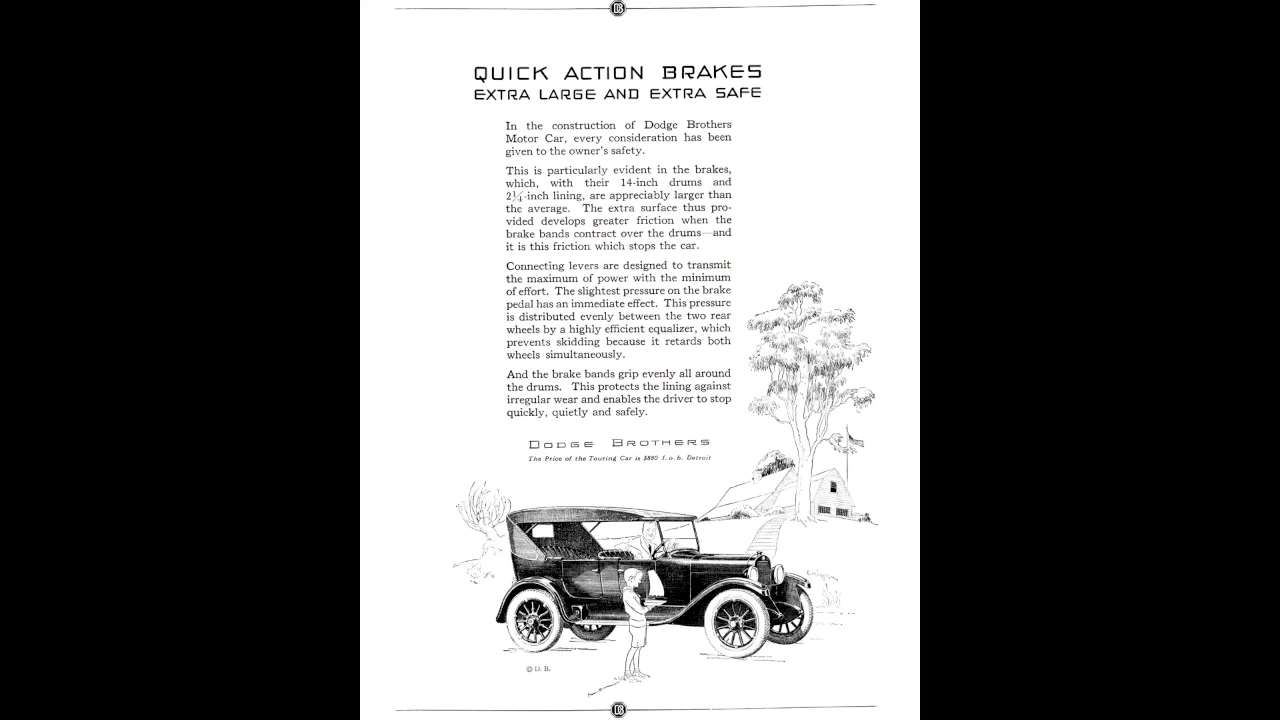 DB
QUICK ACTION BRAKES
EXTRA LARGE AND EXTRA SAFE
In the construction of Dodge Brothers
Motor Car, every consideration has been
given to the owner's safety.
This is particularly evident in the brakes,
which, with their 14-inch drums and
2¼-inch lining, are appreciably larger than
the average. The extra surface thus pro-
vided develops greater friction when the
brake bands contract over the drums—and
it is this friction which stops the car.
Connecting levers are designed to transmit
the maximum of power with the minimum
of effort. The slightest pressure on the brake
pedal has an immediate effect. This pressure
is distributed evenly between the two rear
wheels by a highly efficient equalizer, which
prevents skidding because it retards both
wheels simultaneously.
And the brake bands grip evenly all around
the drums. This protects the lining against
irregular wear and enables the driver to stop
quickly, quietly and safely.
DODGE BROTHERS
The Price of the Touring Car is $880 f. o. b. Detroit
© D. B.
DB